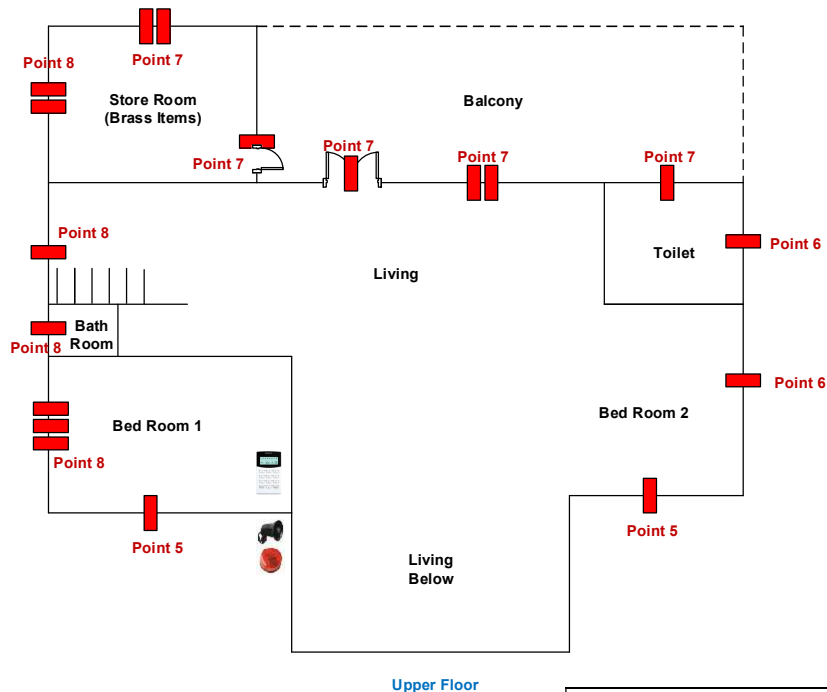 Point 7
Point 8
Store Room
(Brass Items)
Balcony
Point 7
Point 7
Point 7
Point 7
Point 8
Point 6
Toilet
Living
Bath
Room
Point 8
Point 6
Bed Room 2
Bed Room 1
Point 8
Point 5
Point 5
Living
Below
Upper Floor